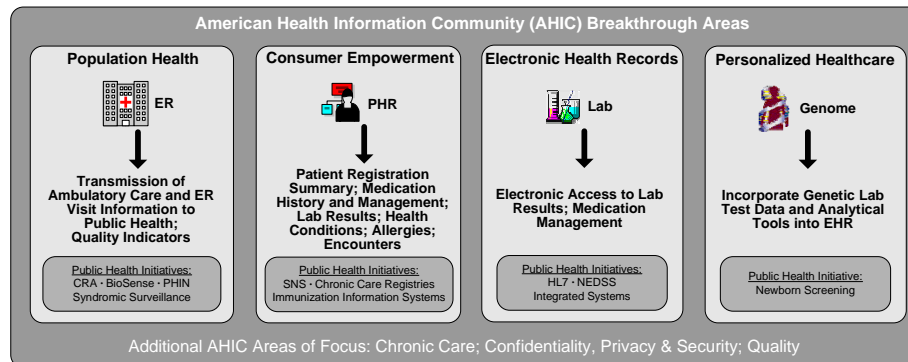 American Health Information Community (AHIC) Breakthrough Areas
Population Health
ER
Transmission of
Ambulatory Care and ER
Visit Information to
Public Health;
Quality Indicators
Public Health Initiatives:
CRA · BioSense · PHIN
Syndromic Surveillance
Consumer Empowerment
PHR
Patient Registration
Summary; Medication
History and Management;
Lab Results; Health
Conditions; Allergies;
Encounters
Public Health Initiatives:
SNS · Chronic Care Registries
Immunization Information Systems
Electronic Health Records
Lab
Electronic Access to Lab
Results; Medication
Management
Public Health Initiatives:
HL7 · NEDSS
Integrated Systems
Personalized Healthcare
Genome
Incorporate Genetic Lab
Test Data and Analytical
Tools into EHR
Public Health Initiative:
Newborn Screening
Additional AHIC Areas of Focus: Chronic Care; Confidentiality, Privacy & Security; Quality